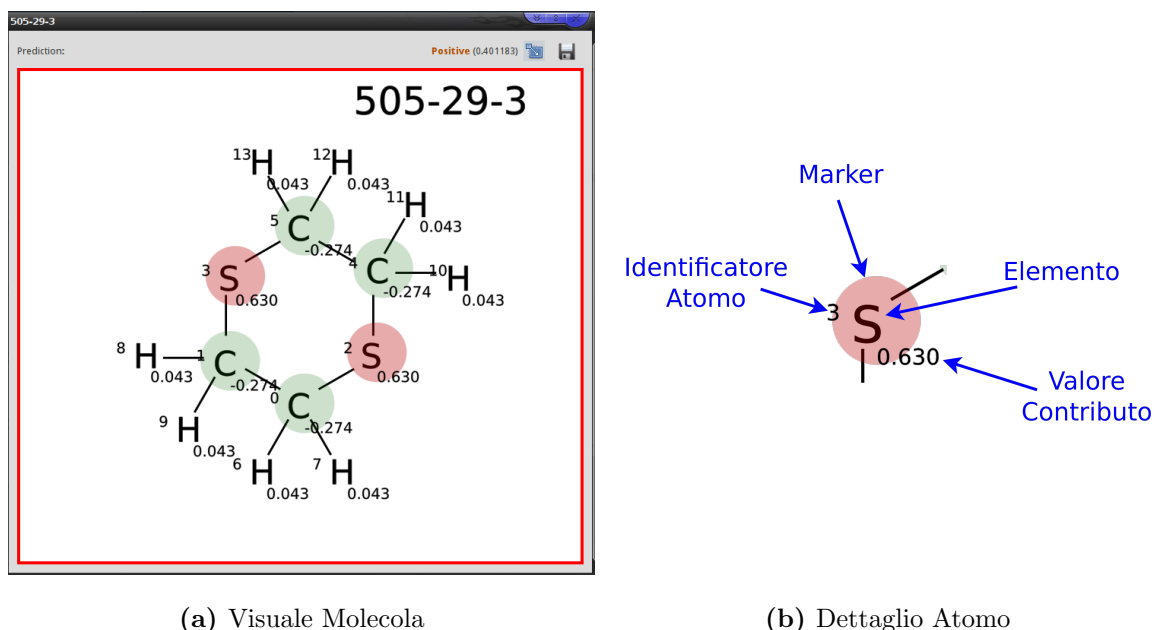 505-29-3
Prediction:
Positive (0.401183)
505-29-3
13 H 0.043
12 H 0.043
11 H 0.043
5 C -0.274
4 C -0.274
10 H 0.043
3 S 0.630
2 S 0.630
8 H 0.043
1 C -0.274
0 C -0.274
9 H 0.043
6 H 0.043
7 H 0.043
(a) Visuale Molecola
Marker
Identificatore
Atomo
Elemento
3 S
0.630
Valore
Contributo
(b) Dettaglio Atomo